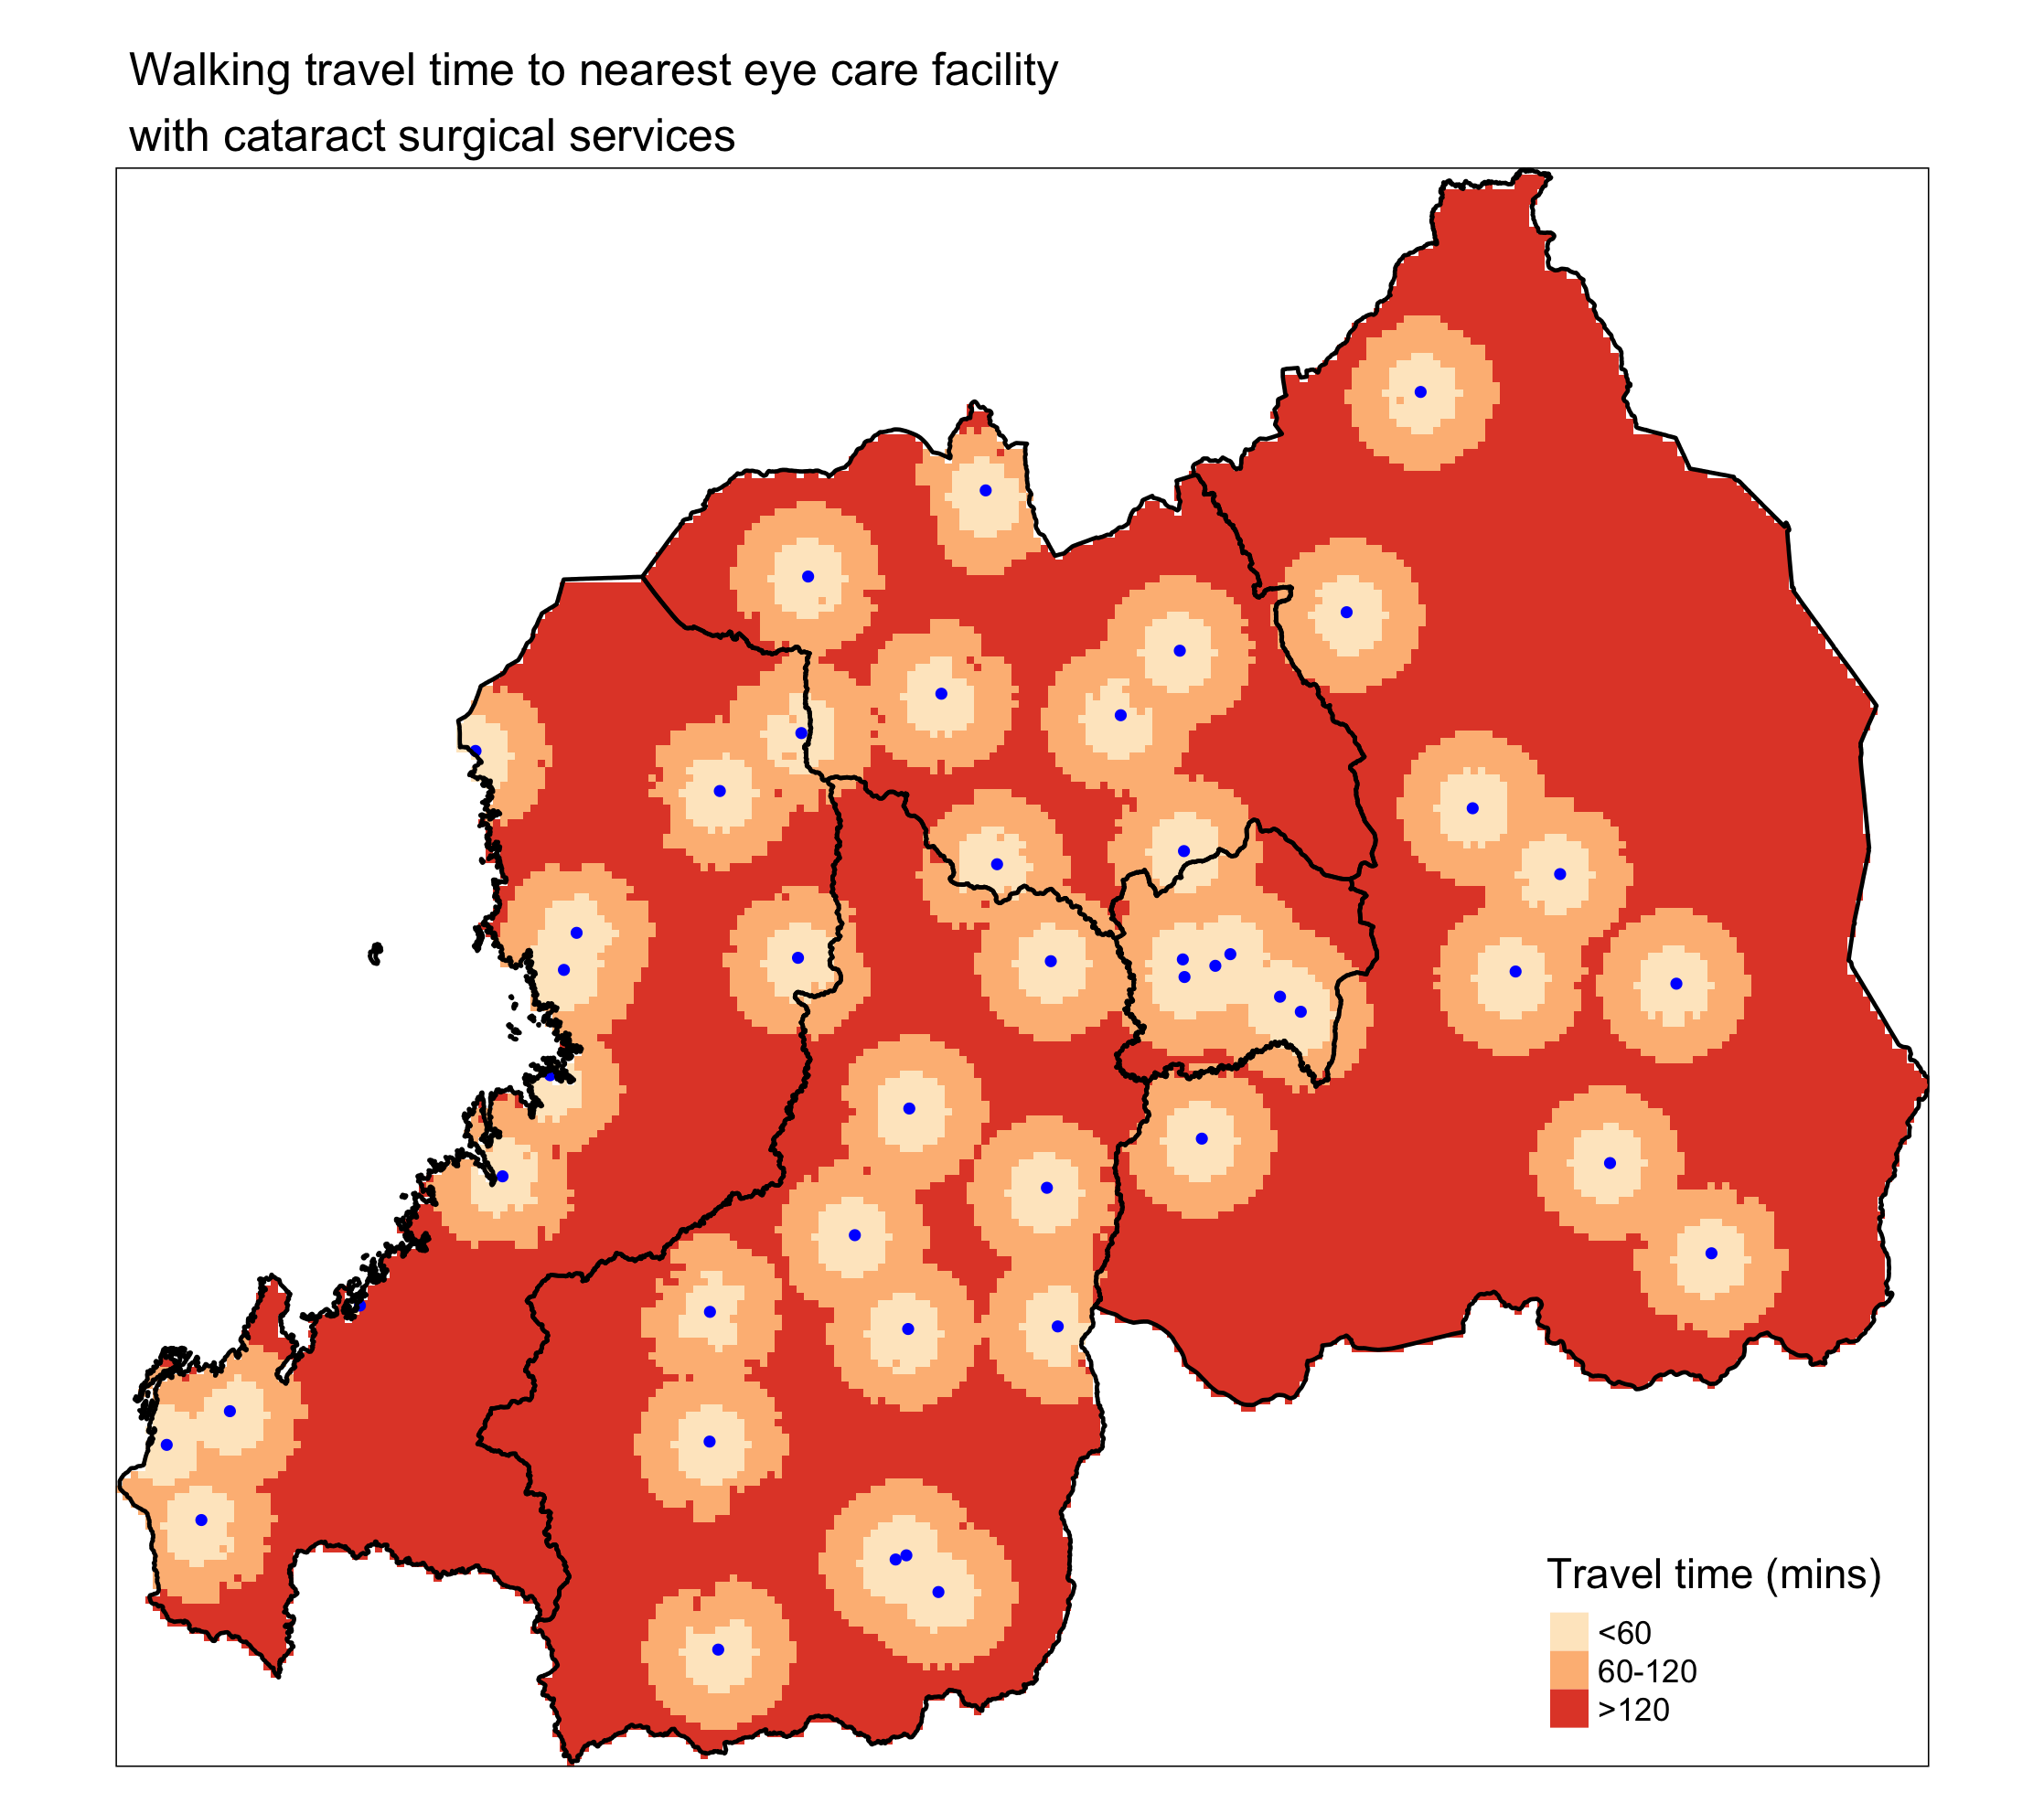 Walking travel time to nearest eye care facility
with cataract surgical services
Travel time (mins)
<60
60-120
>120